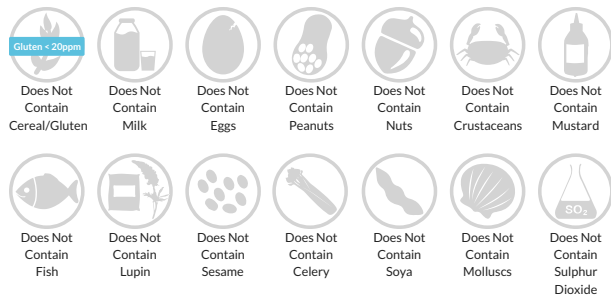 Gluten < 20ppm
Does Not Contain Cereal/Gluten
Does Not Contain Milk
Does Not Contain Eggs
Does Not Contain Peanuts
Does Not Contain Nuts
Does Not Contain Crustaceans
Does Not Contain Mustard
SO₂
Does Not Contain Fish
Does Not Contain Lupin
Does Not Contain Sesame
Does Not Contain Celery
Does Not Contain Soya
Does Not Contain Molluscs
Does Not Contain Sulphur Dioxide